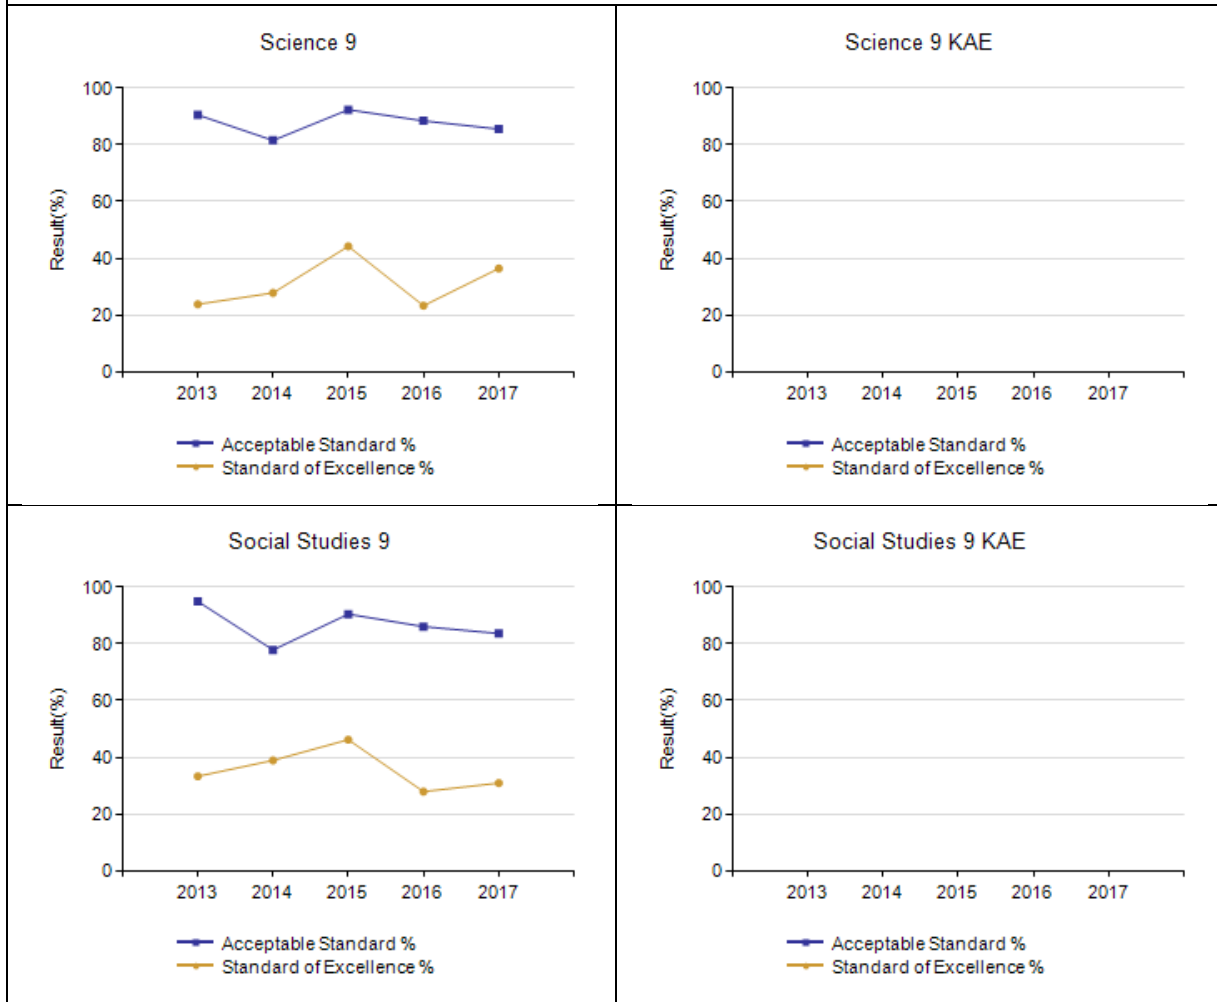 Science 9
100
80
60
40
20
0
Result(%)
2013 2014 2015 2016 2017
Acceptable Standard %
Standard of Excellence %
Science 9 KAE
100
80
60
40
20
0
Result(%)
2013 2014 2015 2016 2017
Acceptable Standard %
Standard of Excellence %
Social Studies 9
100
80
60
40
20
0
Result(%)
2013 2014 2015 2016 2017
Acceptable Standard %
Standard of Excellence %
Social Studies 9 KAE
100
80
60
40
20
0
Result(%)
2013 2014 2015 2016 2017
Acceptable Standard %
Standard of Excellence %